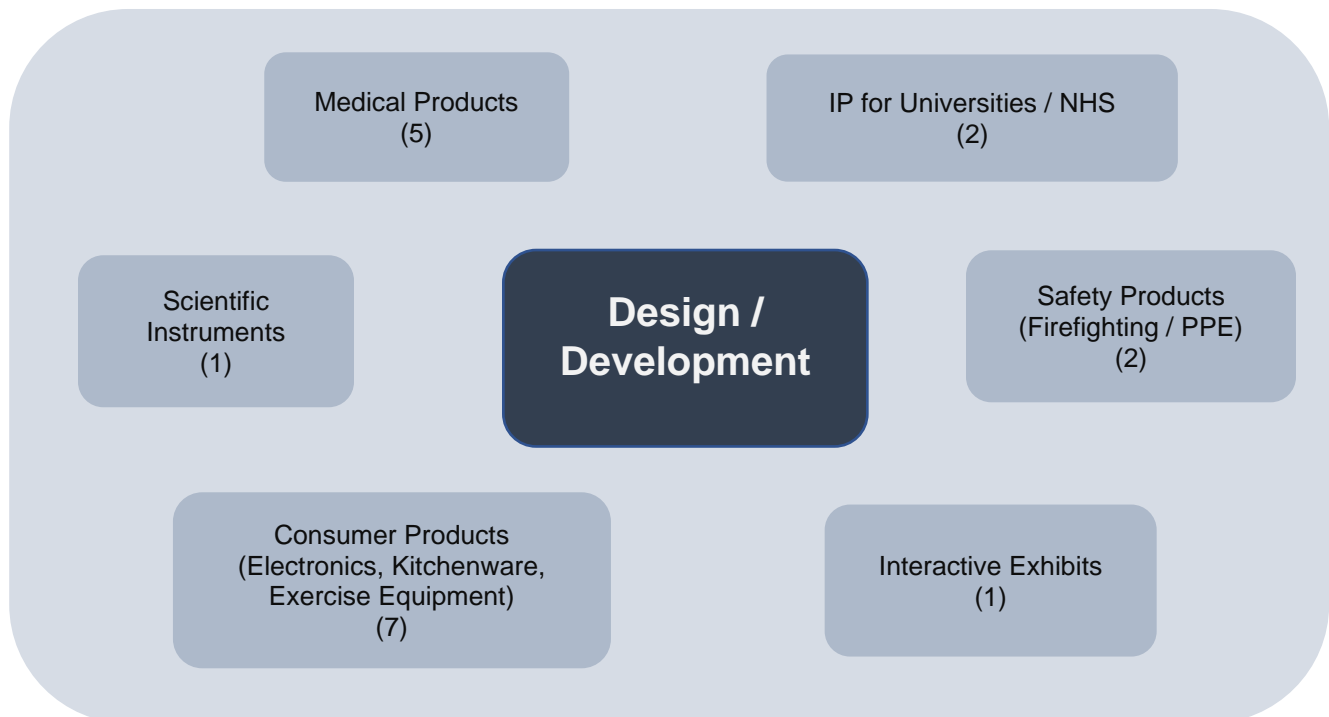 Medical Products
(5)
IP for Universities / NHS
(2)
Scientific
Instruments
(1)
Design /
Development
Safety Products
(Firefighting / PPE)
(2)
Consumer Products
(Electronics, Kitchenware,
Exercise Equipment)
(7)
Interactive Exhibits
(1)